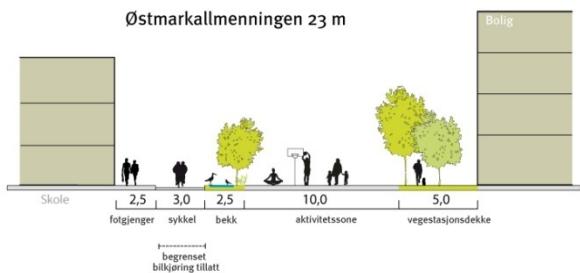 Østmarkallmenningen 23 m
Bolig
Skole
2,5 3,0 2,5 10,0 5,0
fotgjenger sykkel bekk aktivitetssone vegestasjonsdekke
begrenset
bilkjøring tillatt